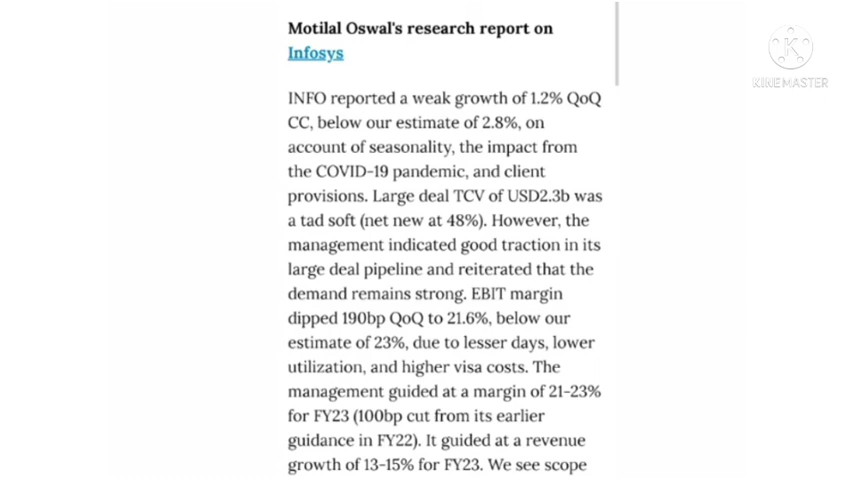 Motilal Oswal's research report on
Infosys
INFO reported a weak growth of 1.2% QoQ
CC, below our estimate of 2.8%, on
account of seasonality, the impact from
the COVID-19 pandemic, and client
provisions. Large deal TCV of USD2.3b was
a tad soft (net new at 48%). However, the
management indicated good traction in its
large deal pipeline and reiterated that the
demand remains strong. EBIT margin
dipped 190bp QoQ to 21.6%, below our
estimate of 23%, due to lesser days, lower
utilization, and higher visa costs. The
management guided at a margin of 21-23%
for FY23 (100bp cut from its earlier
guidance in FY22). It guided at a revenue
growth of 13-15% for FY23. We see scope
K
KINEMASTER